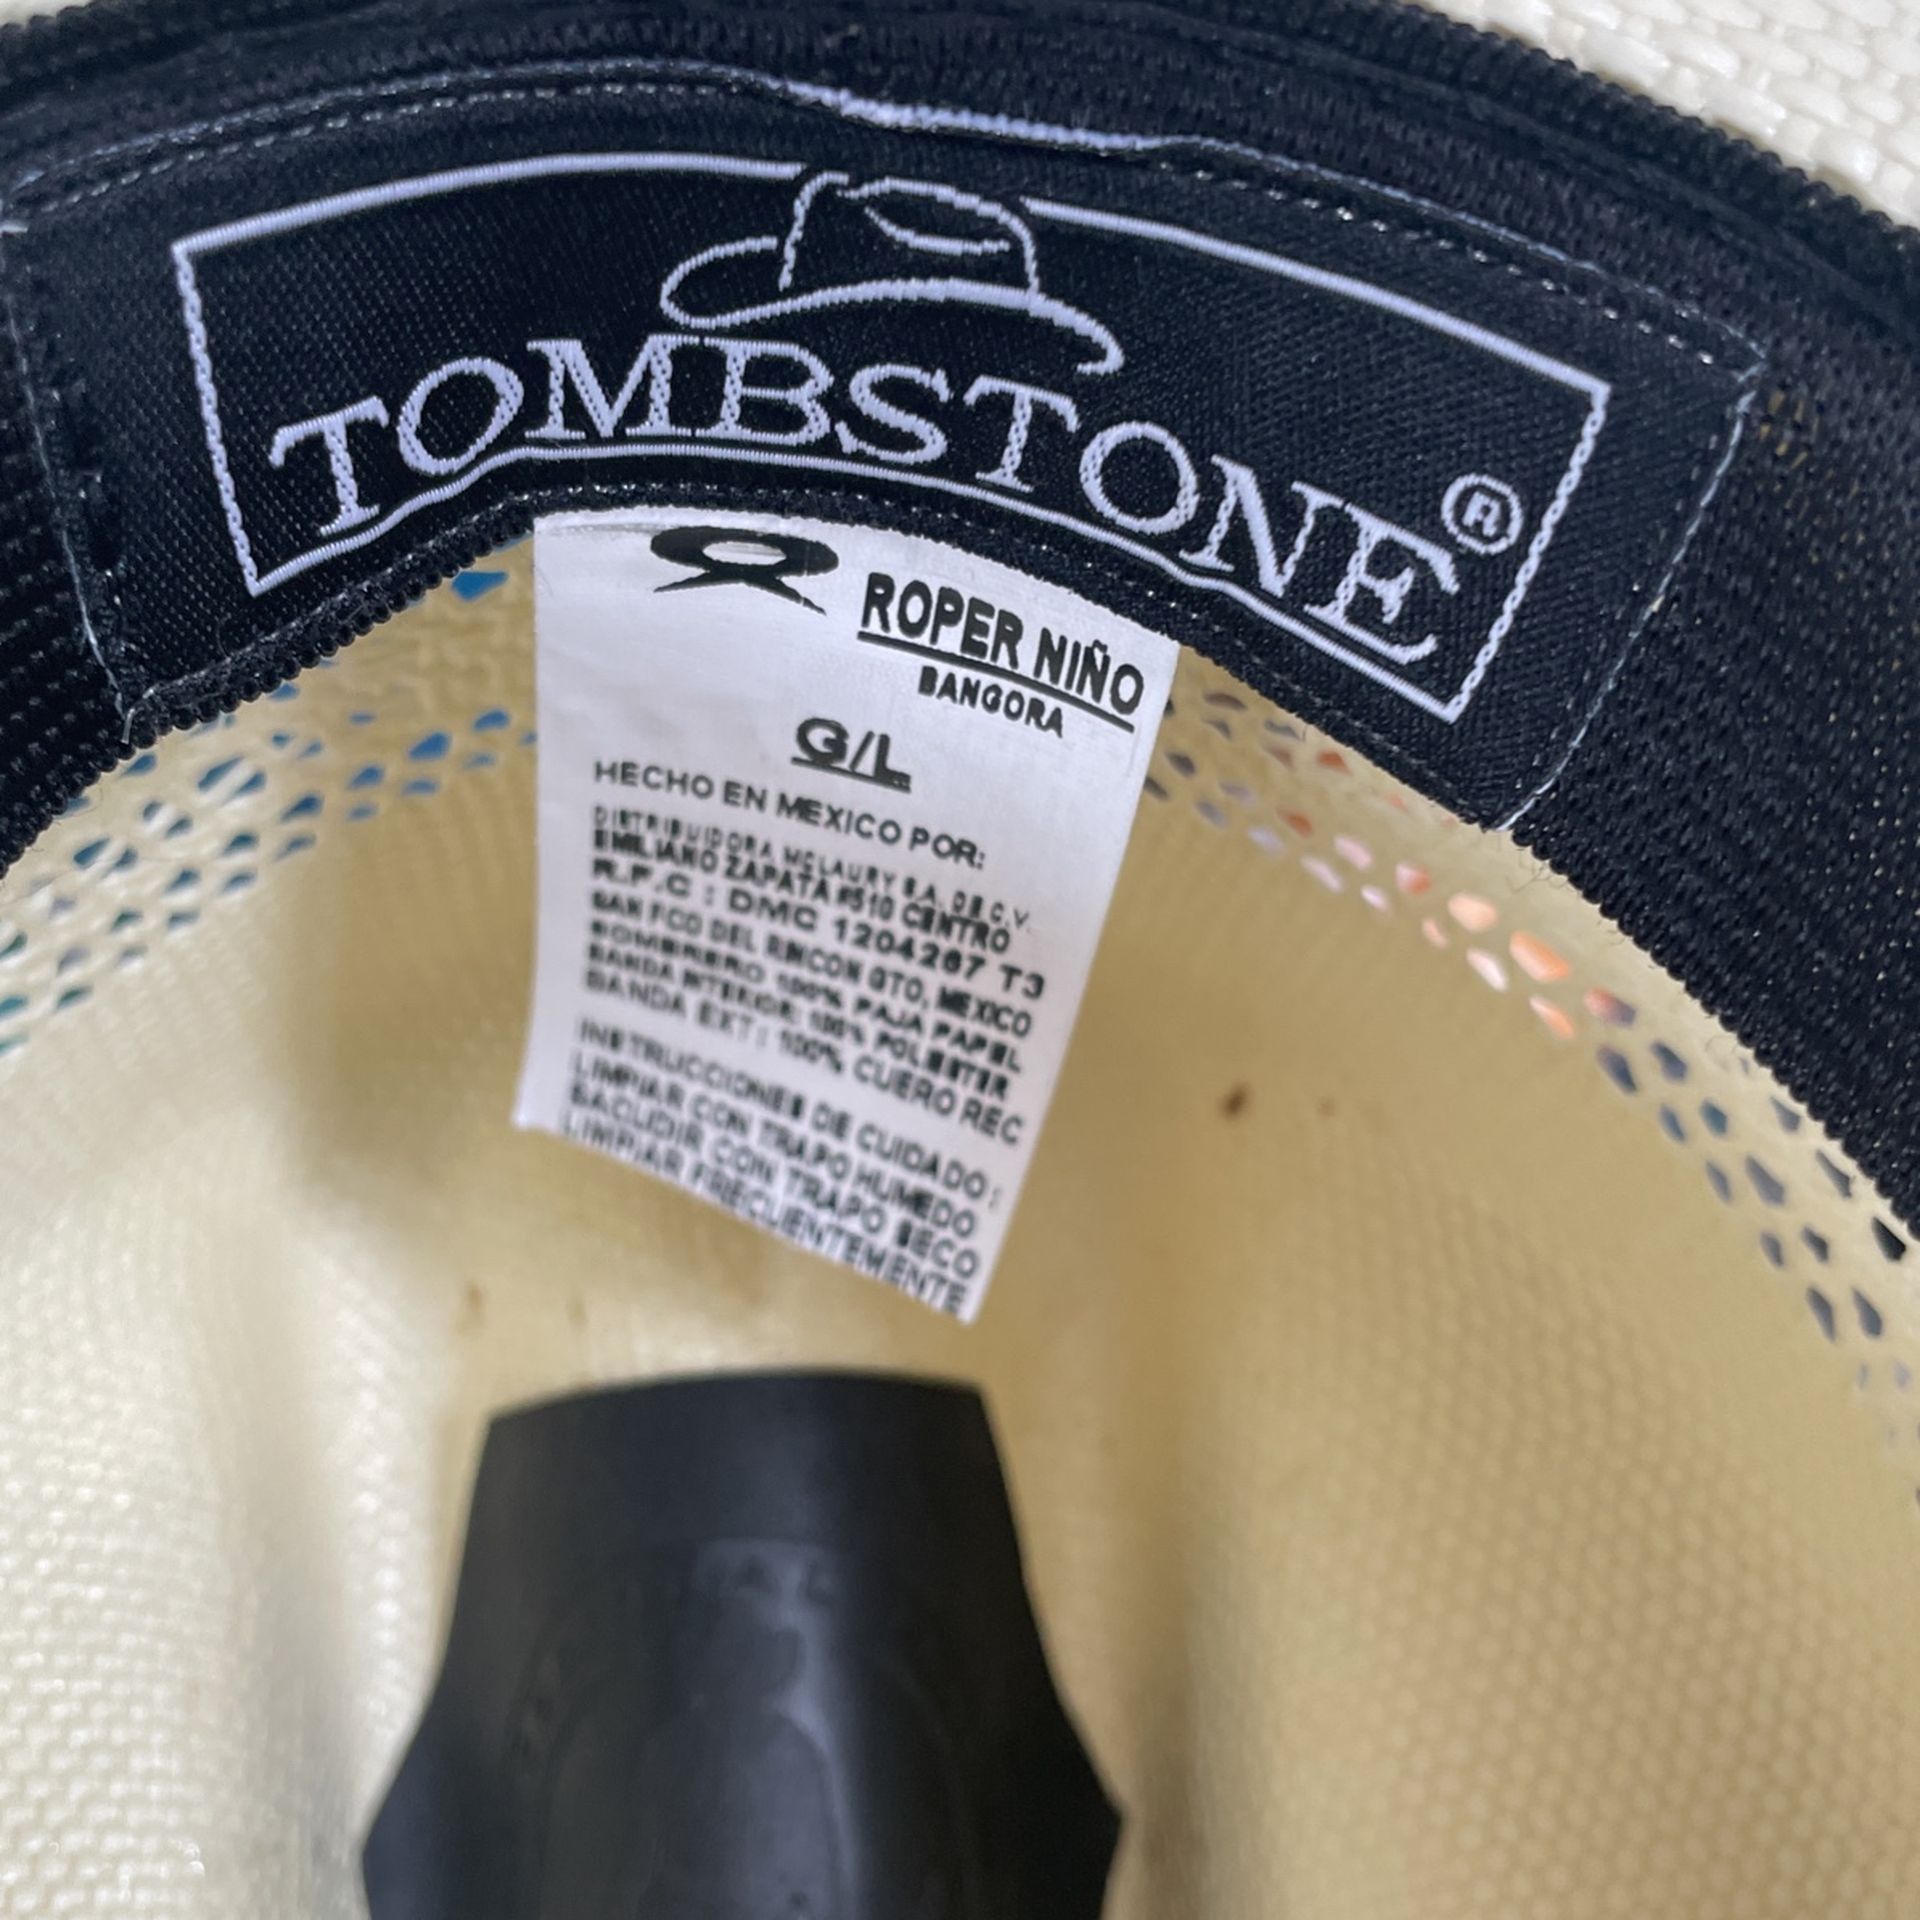 TOMBSTONE®
ROPER NIÑO
BANGORA
G/L
HECHO EN MEXICO POR:
DISTRIBUIDORA MCLAURY S.A. DE C.V.
EMILIANO ZAPATA #510 CENTRO
R.F.C : DMC 1204267 T3
SAN FCO DEL RINCON GTO, MEXICO
SOMBRERO 100% PAJA PAPEL
BANDA INTERIOR: 100% POLIESTER
BANDA EXT: 100% CUERO REC
INSTRUCCIONES DE CUIDADO:
LIMPIAR CON TRAPO HUMEDO
SACUDIR CON TRAPO SECO
LIMPIAR FRECUENTEMENTE